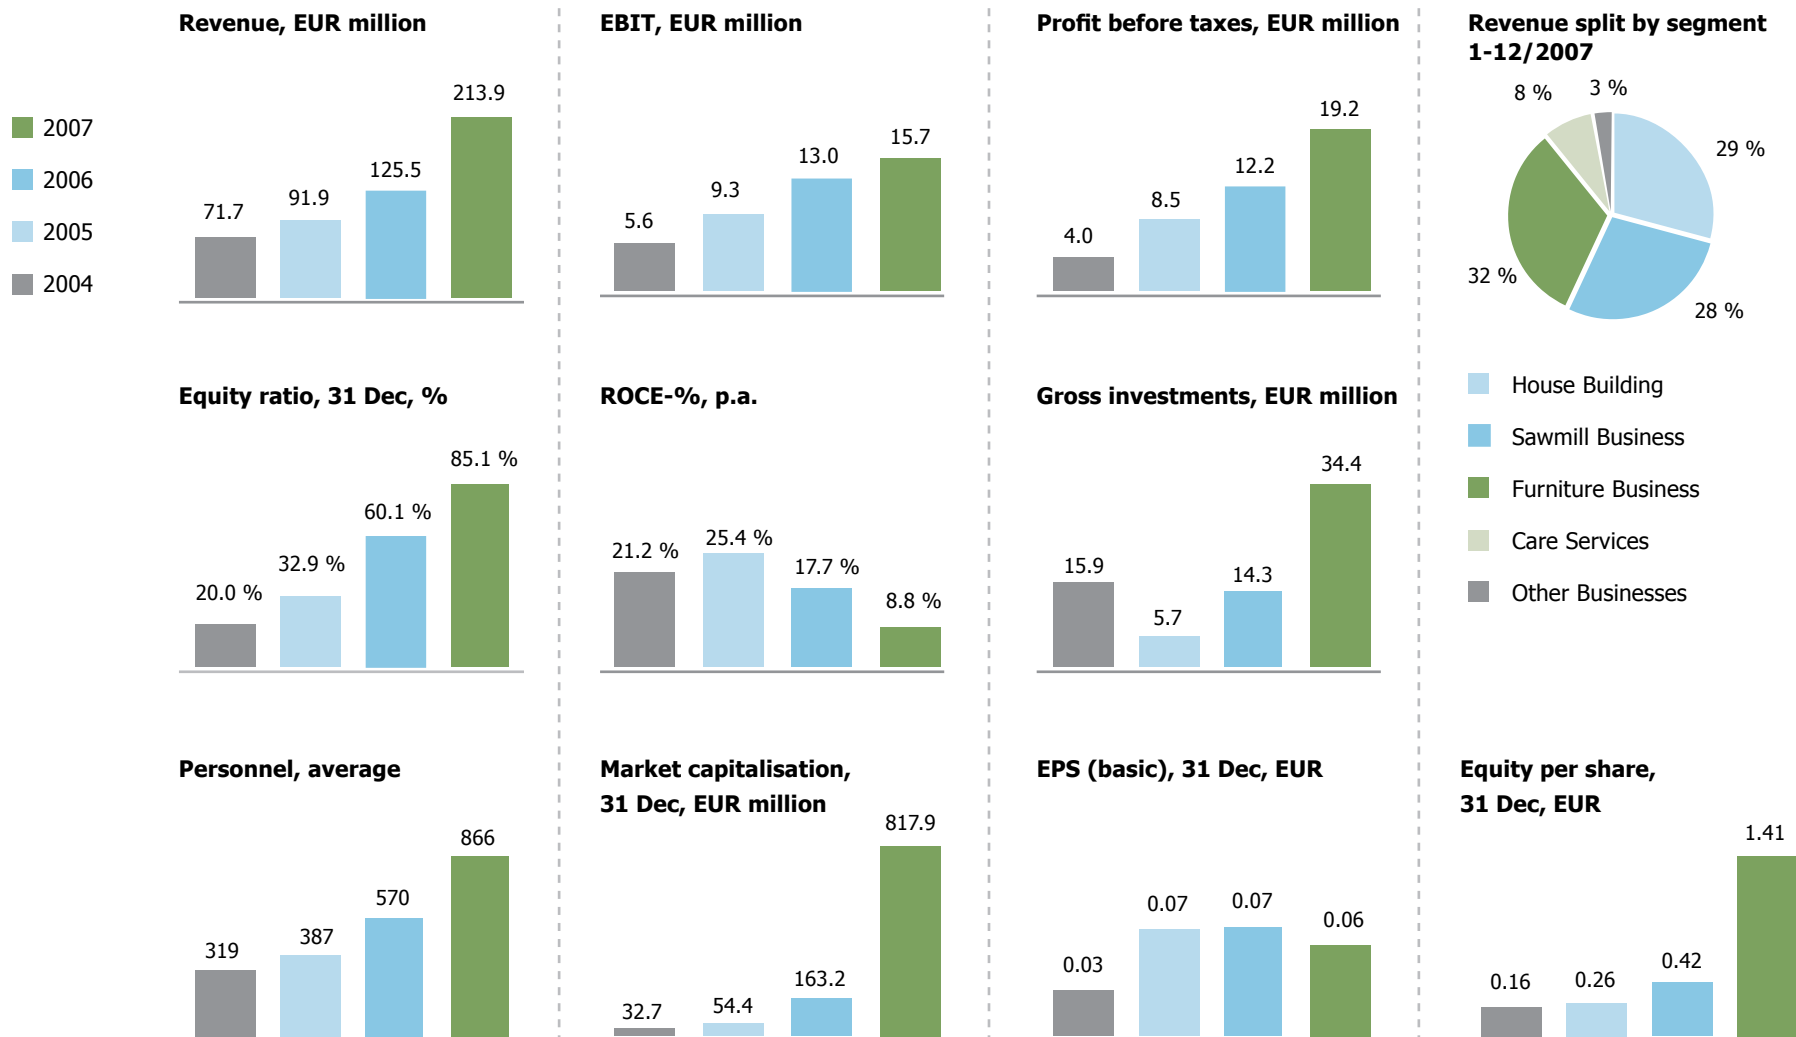 Revenue, EUR million
2007
2006
2005
2004
71.7
91.9
125.5
213.9
EBIT, EUR million
5.6
9.3
13.0
15.7
Profit before taxes, EUR million
4.0
8.5
12.2
19.2
Revenue split by segment
1-12/2007
8 %
3 %
29 %
32 %
28 %
House Building
Sawmill Business
Furniture Business
Care Services
Other Businesses
Equity ratio, 31 Dec, %
20.0 %
32.9 %
60.1 %
85.1 %
ROCE-%, p.a.
21.2 %
25.4 %
17.7 %
8.8 %
Gross investments, EUR million
15.9
5.7
14.3
34.4
Personnel, average
319
387
570
866
Market capitalisation,
31 Dec, EUR million
32.7
54.4
163.2
817.9
EPS (basic), 31 Dec, EUR
0.03
0.07
0.07
0.06
Equity per share,
31 Dec, EUR
0.16
0.26
0.42
1.41